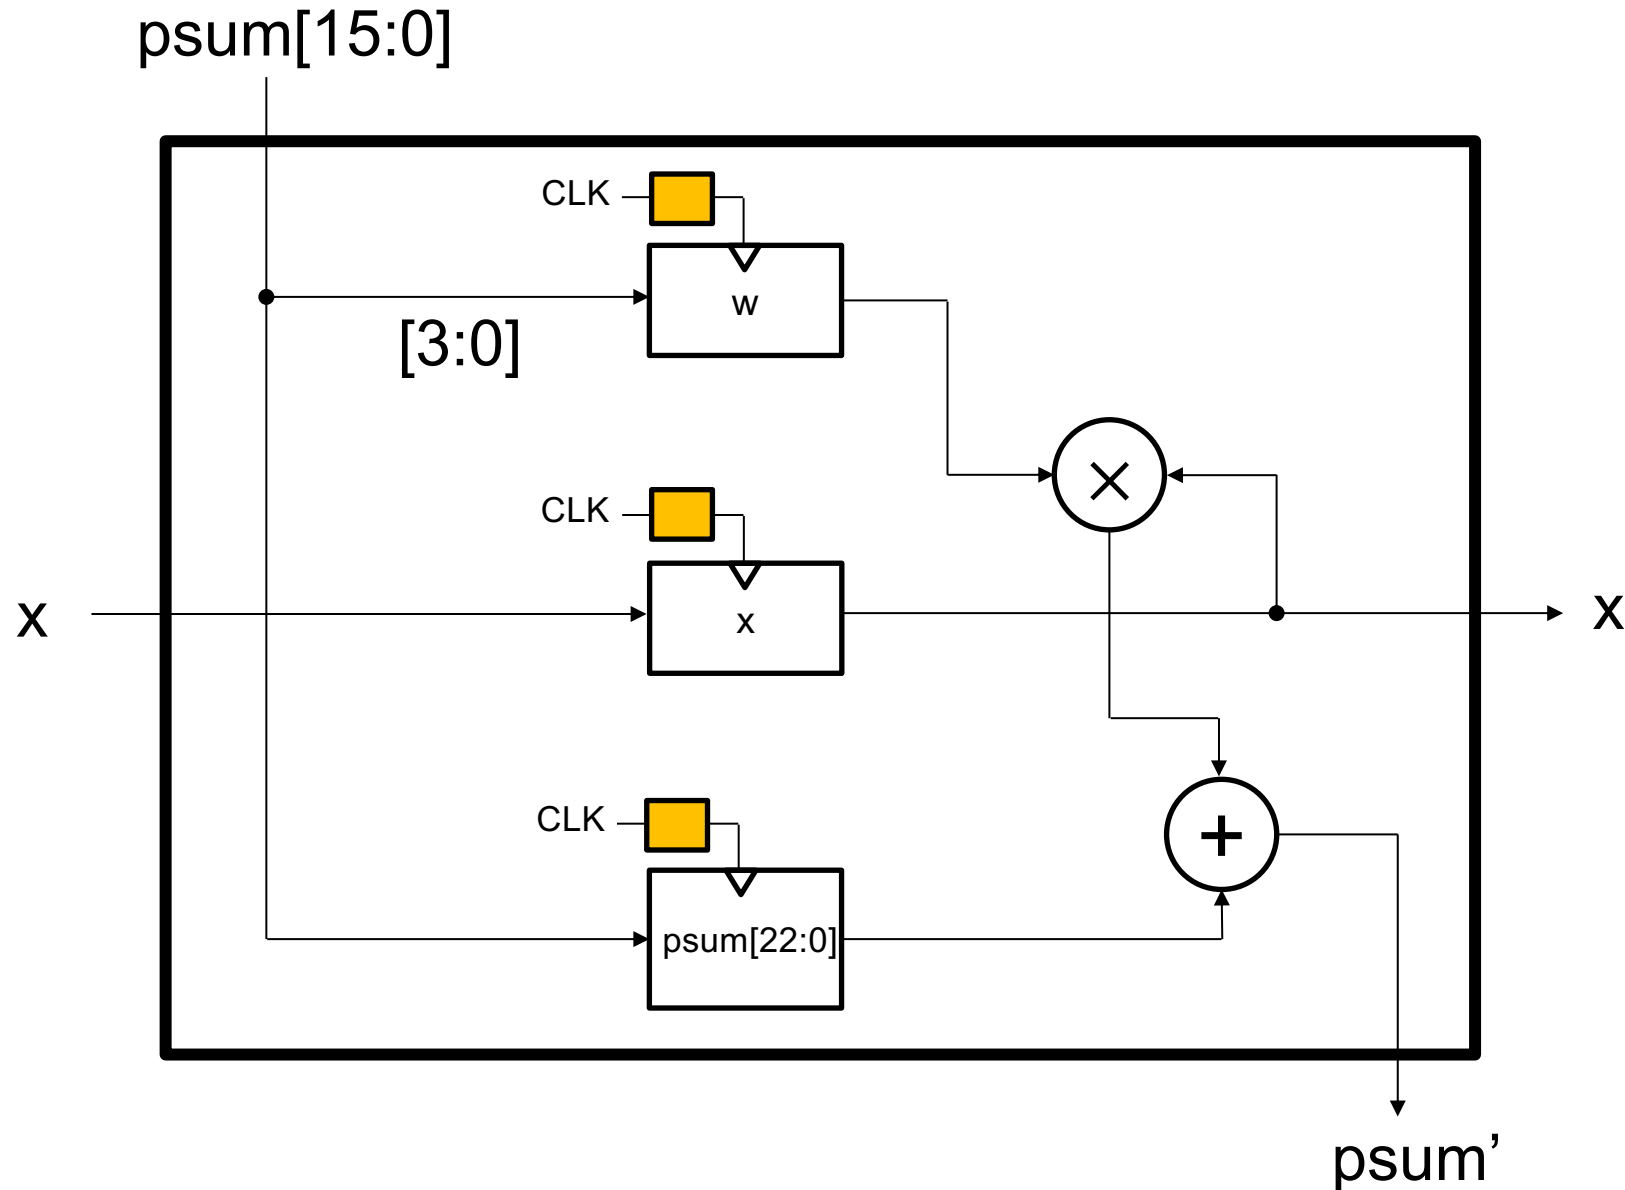 psum[15:0]
CLK
w
[3:0]
×
CLK
x
x
x
+
CLK
psum[22:0]
psum’